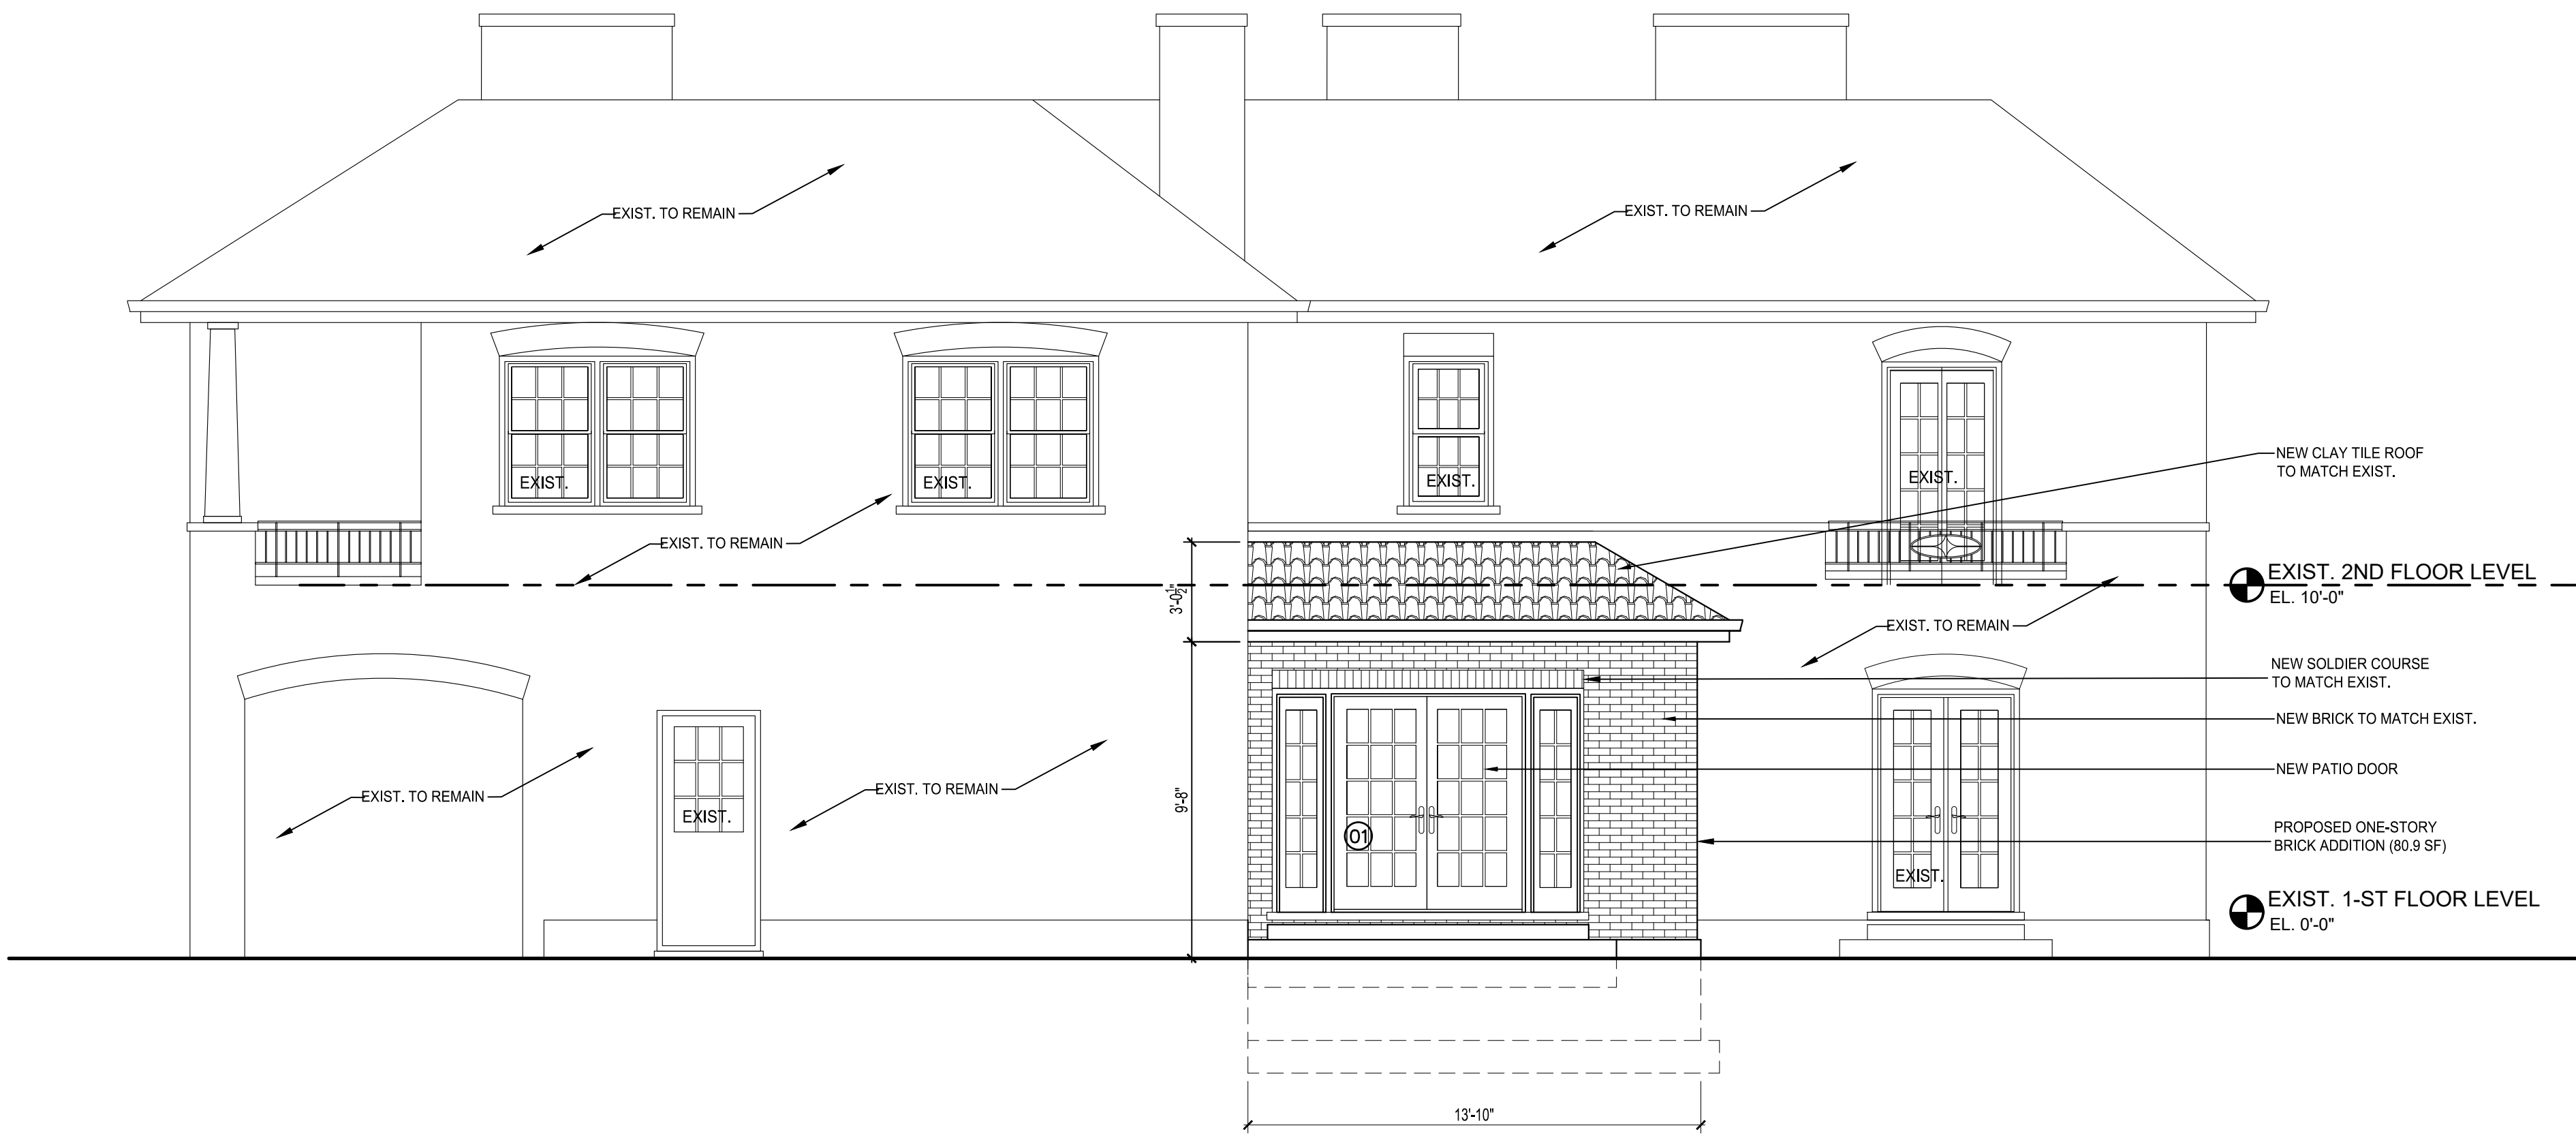 EXIST. TO REMAIN
EXIST. TO REMAIN
EXIST.
EXIST.
EXIST.
EXIST.
NEW CLAY TILE ROOF
TO MATCH EXIST.
EXIST. TO REMAIN
3'-0 1/2"
EXIST. 2ND FLOOR LEVEL
EL. 10'-0"
EXIST. TO REMAIN
NEW SOLDIER COURSE
TO MATCH EXIST.
NEW BRICK TO MATCH EXIST.
NEW PATIO DOOR
EXIST. TO REMAIN
EXIST. TO REMAIN
9'-8"
EXIST.
01
PROPOSED ONE-STORY
BRICK ADDITION (80.9 SF)
EXIST.
EXIST. 1-ST FLOOR LEVEL
EL. 0'-0"
13'-10"